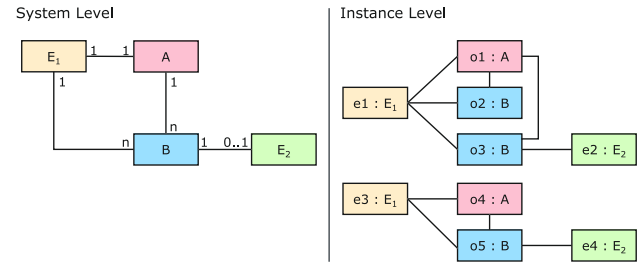 System Level
E₁
1
1
A
1
1
n
n
B
1
0..1
E₂
Instance Level
o1 : A
e1 : E₁
o2 : B
o3 : B
e2 : E₂
e3 : E₁
o4 : A
o5 : B
e4 : E₂